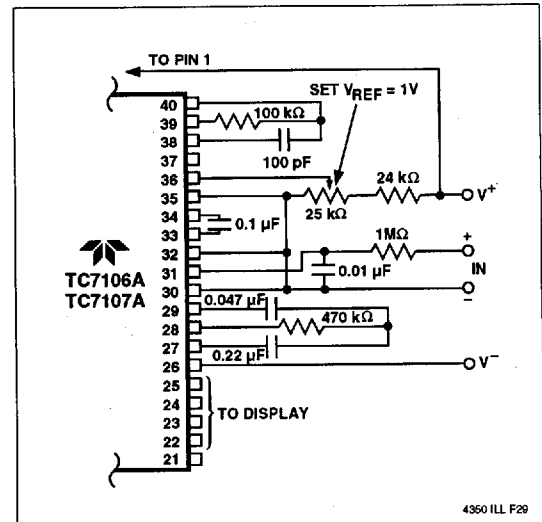 TO PIN 1
SET VREF = 1V
40
39
100 kΩ
38
100 pF
37
36
24 kΩ
35
V+
25 kΩ
34
0.1 µF
33
1MΩ
+
32
IN
31
0.01 µF
TC7106A
TC7107A
30
–
29
0.047 µF
28
470 kΩ
27
0.22 µF
26
V–
25
24
TO DISPLAY
23
22
21
4350 ILL F29